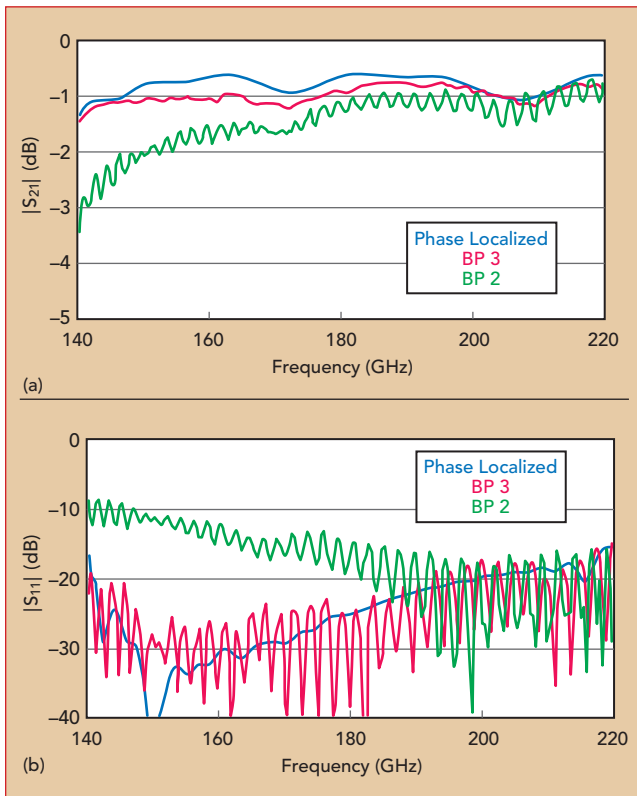 0
−1
−2
−3
−4
−5
|S21| (dB)
Phase Localized
BP 3
BP 2
140
160
180
200
220
Frequency (GHz)
(a)
0
−10
−20
−30
−40
|S11| (dB)
Phase Localized
BP 3
BP 2
140
160
180
200
220
Frequency (GHz)
(b)